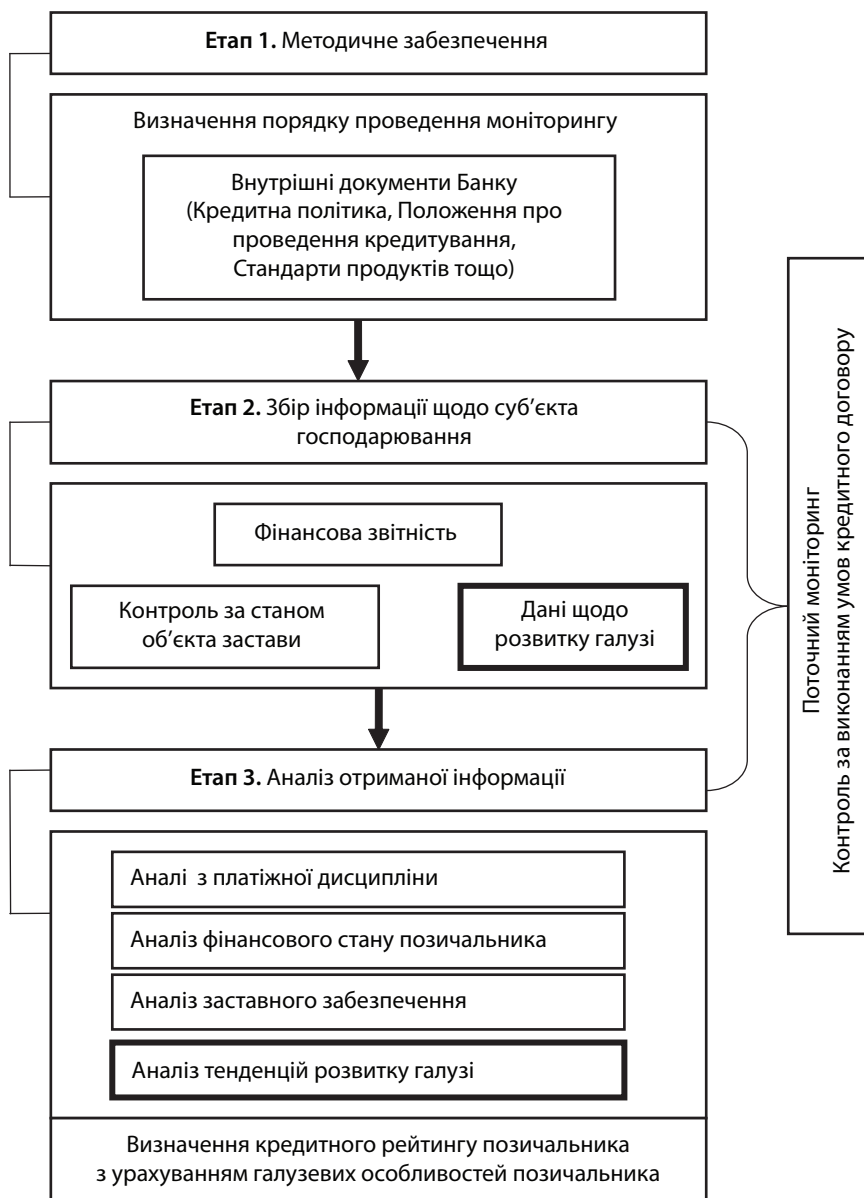 Етап 1. Методичне забезпечення
Визначення порядку проведення моніторингу
Внутрішні документи Банку
(Кредитна політика, Положення про
проведення кредитування,
Стандарти продуктів тощо)
Етап 2. Збір інформації щодо суб’єкта
господарювання
Фінансова звітність
Контроль за станом
об’єкта застави
Дані щодо
розвитку галузі
Етап 3. Аналіз отриманої інформації
Аналі з платіжної дисципліни
Аналіз фінансового стану позичальника
Аналіз заставного забезпечення
Аналіз тенденцій розвитку галузі
Визначення кредитного рейтингу позичальника
з урахуванням галузевих особливостей позичальника
Поточний моніторинг
Контроль за виконанням умов кредитного договору